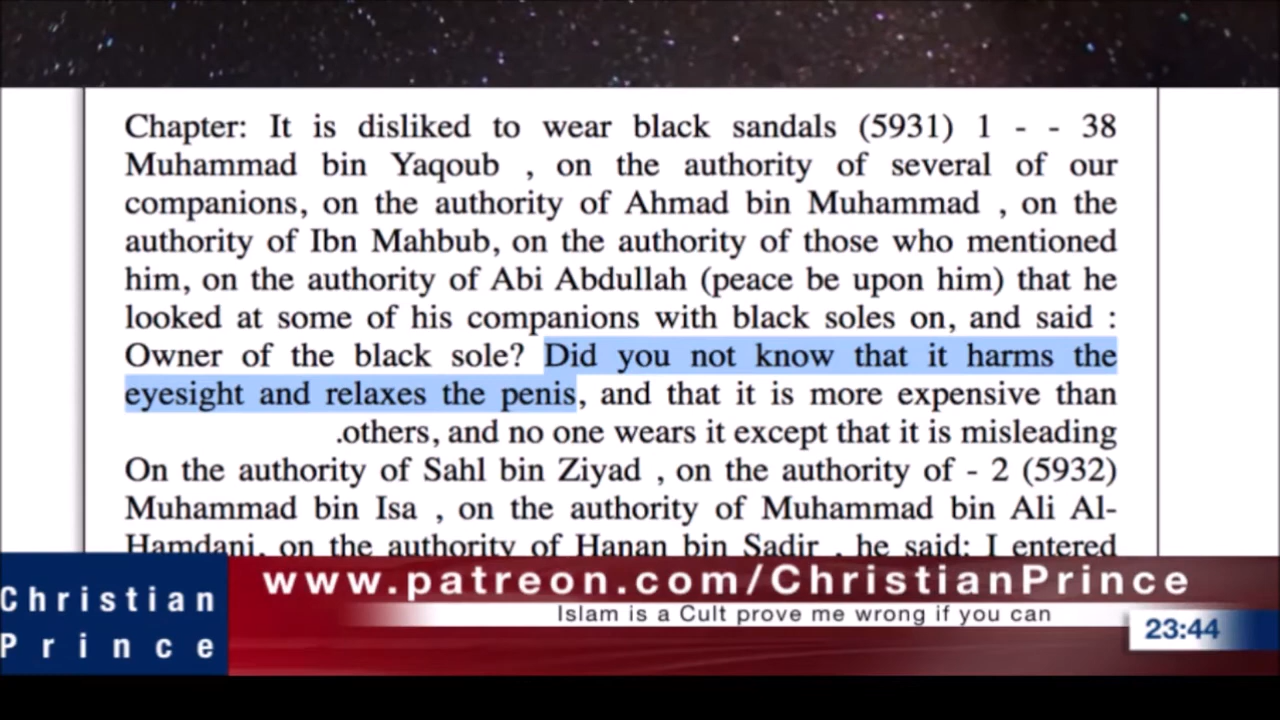 Chapter: It is disliked to wear black sandals (5931) 1 - - 38
Muhammad bin Yaqoub , on the authority of several of our
companions, on the authority of Ahmad bin Muhammad , on the
authority of Ibn Mahbub, on the authority of those who mentioned
him, on the authority of Abi Abdullah (peace be upon him) that he
looked at some of his companions with black soles on, and said :
Owner of the black sole? Did you not know that it harms the
eyesight and relaxes the penis, and that it is more expensive than
.others, and no one wears it except that it is misleading
On the authority of Sahl bin Ziyad , on the authority of - 2 (5932)
Muhammad bin Isa , on the authority of Muhammad bin Ali Al-
Hamdani, on the authority of Hanan bin Sadir , he said: I entered
Christian
Prince
www.patreon.com/ChristianPrince
Islam is a Cult prove me wrong if you can
23:44